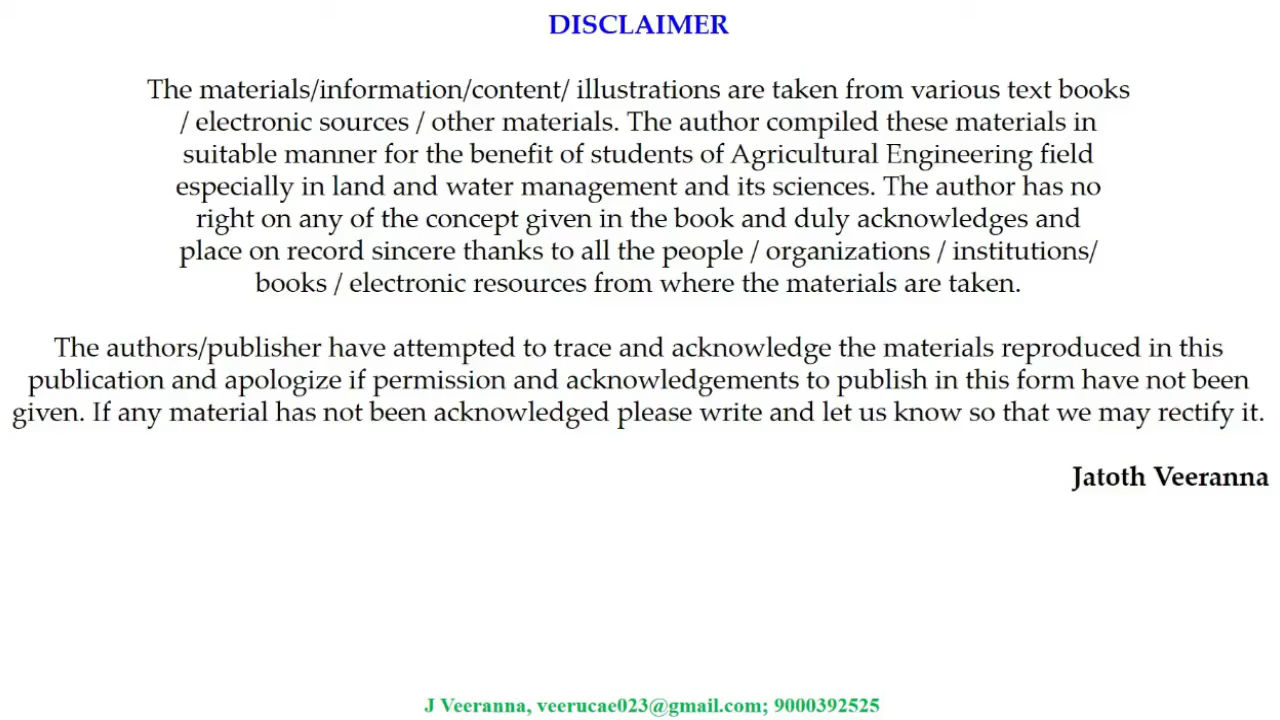 DISCLAIMER
The materials/information/content/ illustrations are taken from various text books
/ electronic sources / other materials. The author compiled these materials in
suitable manner for the benefit of students of Agricultural Engineering field
especially in land and water management and its sciences. The author has no
right on any of the concept given in the book and duly acknowledges and
place on record sincere thanks to all the people / organizations / institutions/
books / electronic resources from where the materials are taken.
The authors/publisher have attempted to trace and acknowledge the materials reproduced in this
publication and apologize if permission and acknowledgements to publish in this form have not been
given. If any material has not been acknowledged please write and let us know so that we may rectify it.
Jatoth Veeranna
J Veeranna, veerucae023@gmail.com; 9000392525